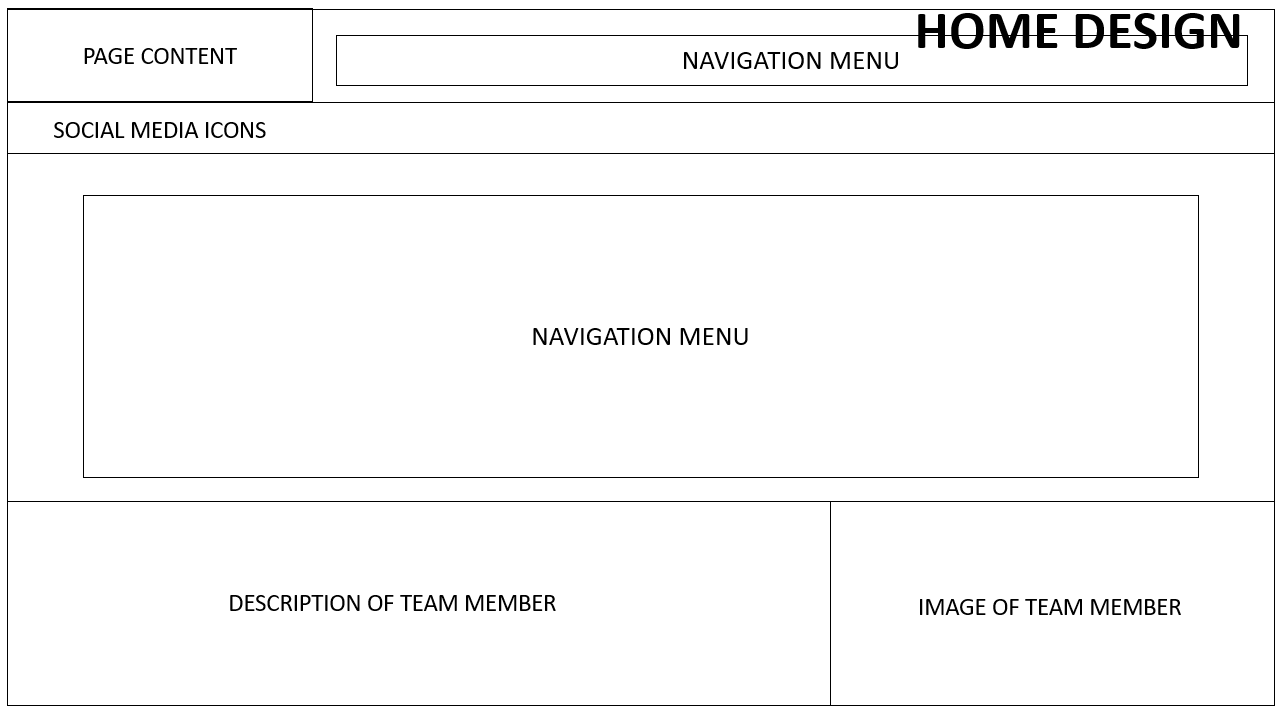 HOME DESIGN
PAGE CONTENT
NAVIGATION MENU
SOCIAL MEDIA ICONS
NAVIGATION MENU
DESCRIPTION OF TEAM MEMBER
IMAGE OF TEAM MEMBER